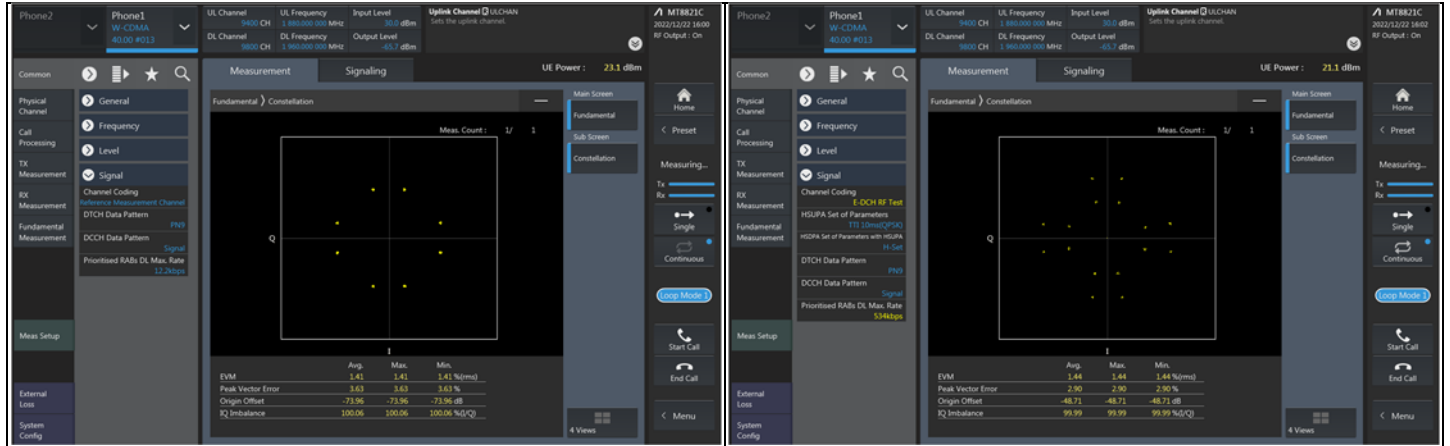 Phone2
Phone1
W-CDMA
40.00 #013
UL Channel
9400 CH
UL Frequency
1 880.000 000 MHz
Input Level
30.0 dBm
DL Channel
9800 CH
DL Frequency
1 960.000 000 MHz
Output Level
-65.7 dBm
Uplink Channel ULCHAN
Sets the uplink channel.
MT8821C
2022/12/22 16:00
RF Output : On
Common
Physical
Channel
Call
Processing
TX
Measurement
RX
Measurement
Fundamental
Measurement
Meas Setup
External
Loss
System
Config
General
Frequency
Level
Signal
Channel Coding
Reference Measurement Channel
DTCH Data Pattern
PN9
DCCH Data Pattern
Signal
Prioritised RABs DL Max. Rate
12.2kbps
Measurement
Signaling
UE Power : 23.1 dBm
Fundamental ⟩ Constellation
Meas. Count : 1/ 1
Q
I
Avg. Max. Min.
EVM 1.41 1.41 1.41 %(rms)
Peak Vector Error 3.63 3.63 3.63 %
Origin Offset -73.96 -73.96 -73.96 dB
IQ Imbalance 100.06 100.06 100.06 %(I/Q)
Main Screen
Fundamental
Sub Screen
Constellation
4 Views
Home
< Preset
Measuring...
Tx
Rx
Single
Continuous
Loop Mode 1
Start Call
End Call
< Menu
Phone2
Phone1
W-CDMA
40.00 #013
UL Channel
9400 CH
UL Frequency
1 880.000 000 MHz
Input Level
30.0 dBm
DL Channel
9800 CH
DL Frequency
1 960.000 000 MHz
Output Level
-65.7 dBm
Uplink Channel ULCHAN
Sets the uplink channel.
MT8821C
2022/12/22 16:02
RF Output : On
Common
Physical
Channel
Call
Processing
TX
Measurement
RX
Measurement
Fundamental
Measurement
Meas Setup
External
Loss
System
Config
General
Frequency
Level
Signal
Channel Coding
E-DCH RF Test
HSUPA Set of Parameters
TTI 10ms(QPSK)
HSDPA Set of Parameters with HSUPA
H-Set
DTCH Data Pattern
PN9
DCCH Data Pattern
Signal
Prioritised RABs DL Max. Rate
534kbps
Measurement
Signaling
UE Power : 21.1 dBm
Fundamental ⟩ Constellation
Meas. Count : 1/ 1
Q
I
Avg. Max. Min.
EVM 1.44 1.44 1.44 %(rms)
Peak Vector Error 2.90 2.90 2.90 %
Origin Offset -48.71 -48.71 -48.71 dB
IQ Imbalance 99.99 99.99 99.99 %(I/Q)
Main Screen
Fundamental
Sub Screen
Constellation
4 Views
Home
< Preset
Measuring...
Tx
Rx
Single
Continuous
Loop Mode 1
Start Call
End Call
< Menu